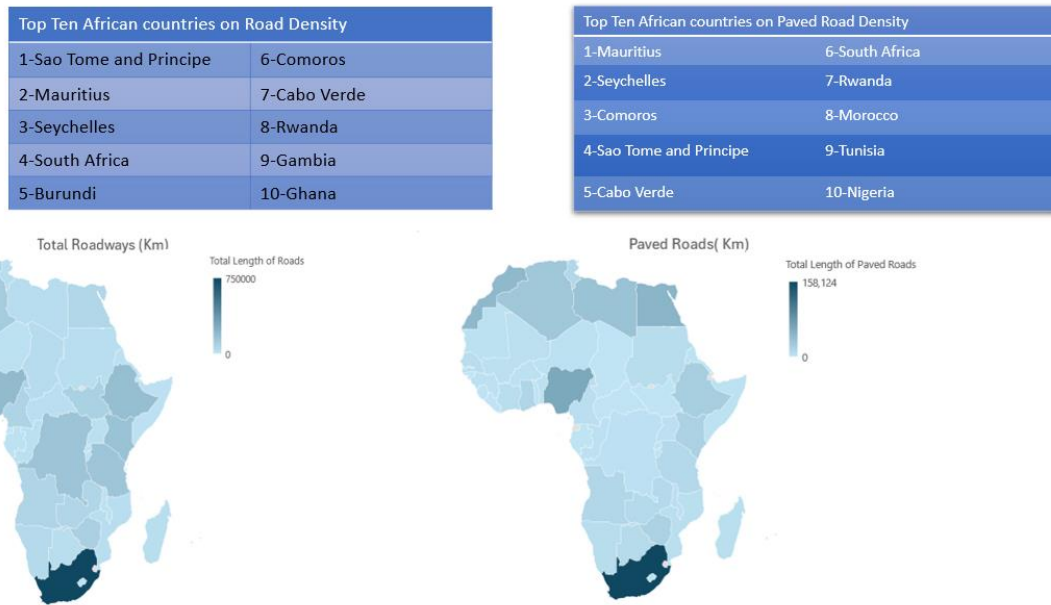 Top Ten African countries on Road Density
1-Sao Tome and Principe 6-Comoros
2-Mauritius 7-Cabo Verde
3-Seychelles 8-Rwanda
4-South Africa 9-Gambia
5-Burundi 10-Ghana
Top Ten African countries on Paved Road Density
1-Mauritius 6-South Africa
2-Seychelles 7-Rwanda
3-Comoros 8-Morocco
4-Sao Tome and Principe 9-Tunisia
5-Cabo Verde 10-Nigeria
Total Roadways (Km)
Total Length of Roads
750000
0
Paved Roads( Km)
Total Length of Paved Roads
158,124
0